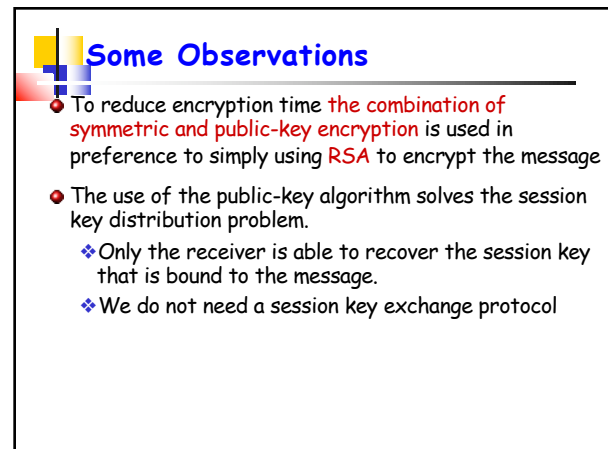 Some Observations
To reduce encryption time the combination of
symmetric and public-key encryption is used in
preference to simply using RSA to encrypt the message
The use of the public-key algorithm solves the session
key distribution problem.
Only the receiver is able to recover the session key
that is bound to the message.
We do not need a session key exchange protocol